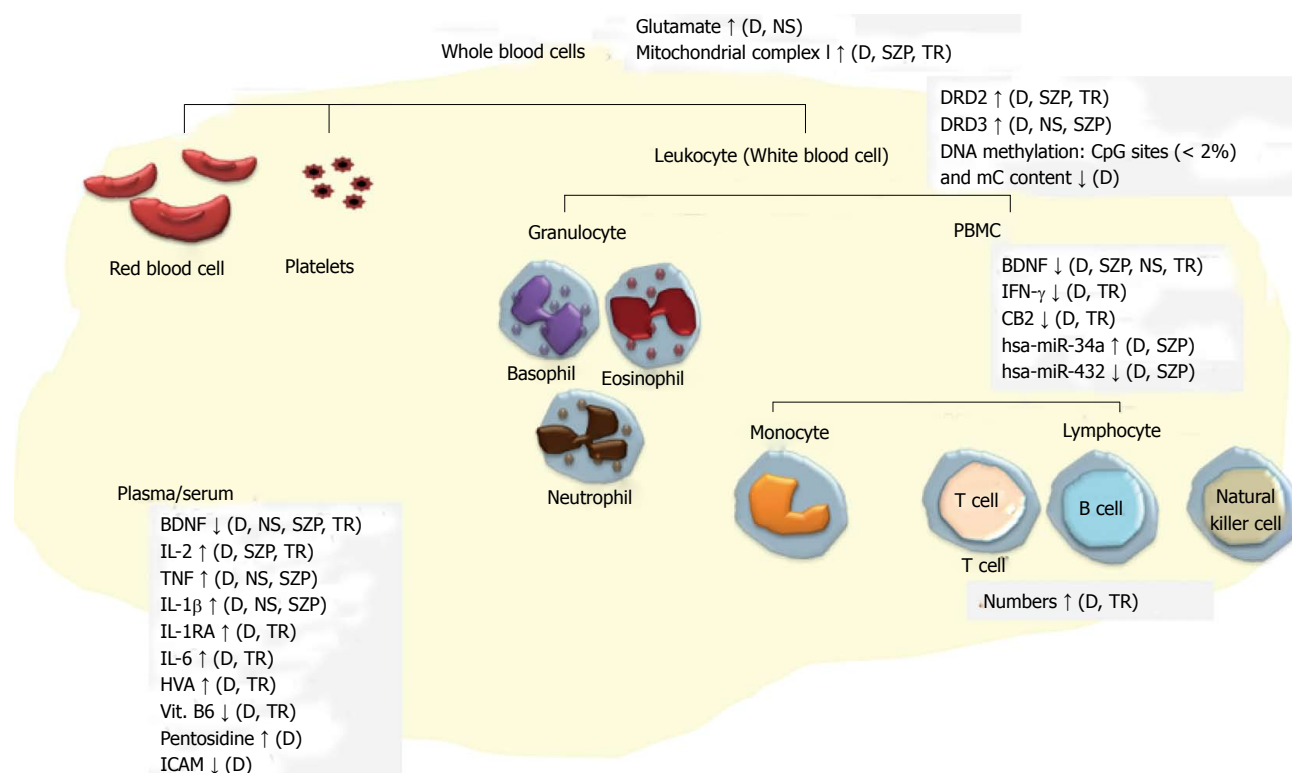 Glutamate ↑ (D, NS)
Whole blood cells
Mitochondrial complex I ↑ (D, SZP, TR)
DRD2 ↑ (D, SZP, TR)
DRD3 ↑ (D, NS, SZP)
DNA methylation: CpG sites (< 2%)
and mC content ↓ (D)
Leukocyte (White blood cell)
Red blood cell
Platelets
Granulocyte
PBMC
BDNF ↓ (D, SZP, NS, TR)
IFN-γ ↓ (D, TR)
CB2 ↓ (D, TR)
hsa-miR-34a ↑ (D, SZP)
hsa-miR-432 ↓ (D, SZP)
Basophil
Eosinophil
Neutrophil
Monocyte
Lymphocyte
T cell
B cell
Natural
killer cell
T cell
Numbers ↑ (D, TR)
Plasma/serum
BDNF ↓ (D, NS, SZP, TR)
IL-2 ↑ (D, SZP, TR)
TNF ↑ (D, NS, SZP)
IL-1β ↑ (D, NS, SZP)
IL-1RA ↑ (D, TR)
IL-6 ↑ (D, TR)
HVA ↑ (D, TR)
Vit. B6 ↓ (D, TR)
Pentosidine ↑ (D)
ICAM ↓ (D)